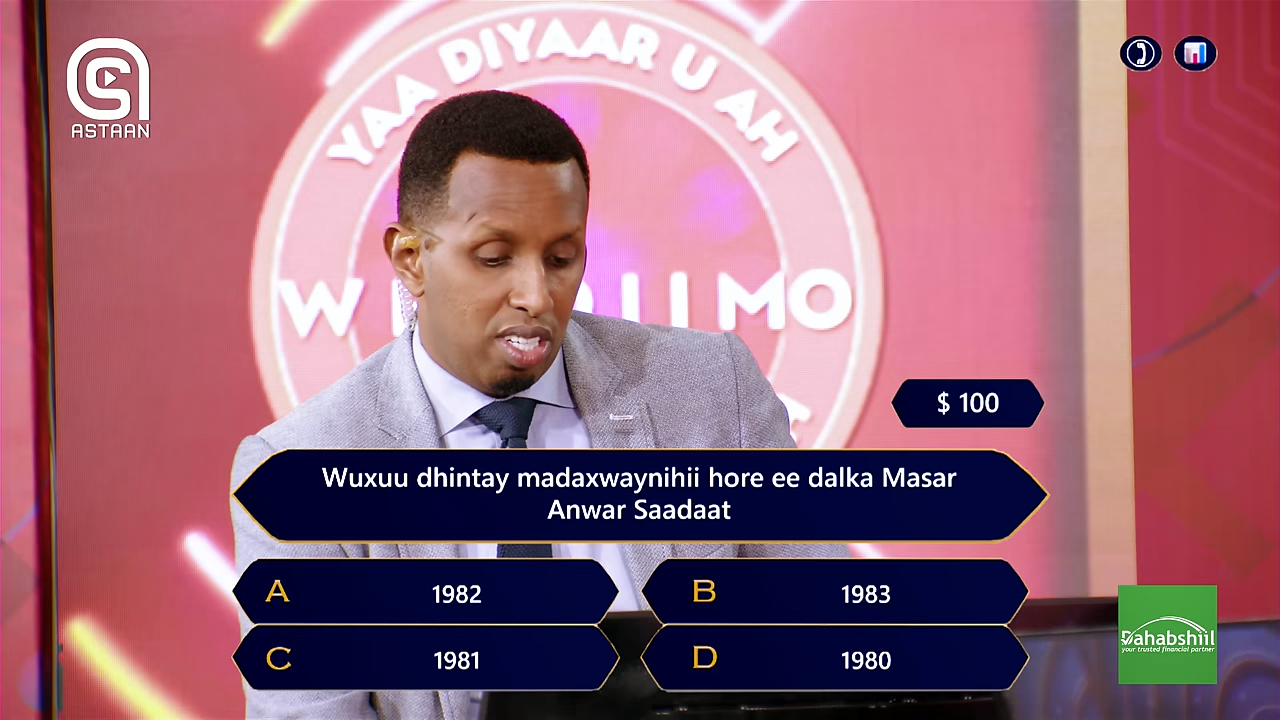 ASTAAN
YAA DIYAAR U AH
MO
$ 100
Wuxuu dhintay madaxwaynihii hore ee dalka Masar
Anwar Saadaat
A 1982
B 1983
C 1981
D 1980
Dahabshiil
your trusted financial partner